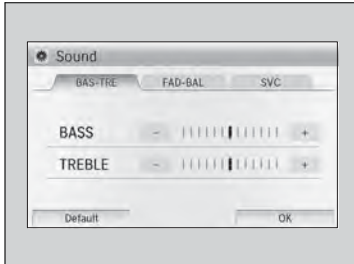 Sound
BAS-TRE FAD-BAL SVC
BASS - +
TREBLE - +
Default OK